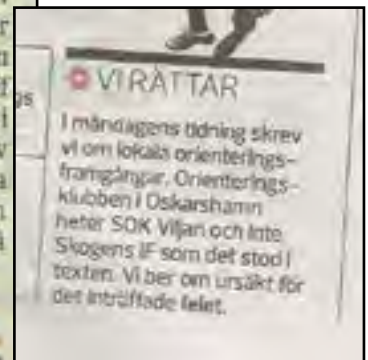 VI RÄTTAR
I måndagens tidning skrev
vi om lokala orienterings-
framgångar. Orienterings-
klubben i Oskarshamn
heter SOK Viljan och inte
Skogens IF som det stod i
texten. Vi ber om ursäkt för
det inträffade felet.